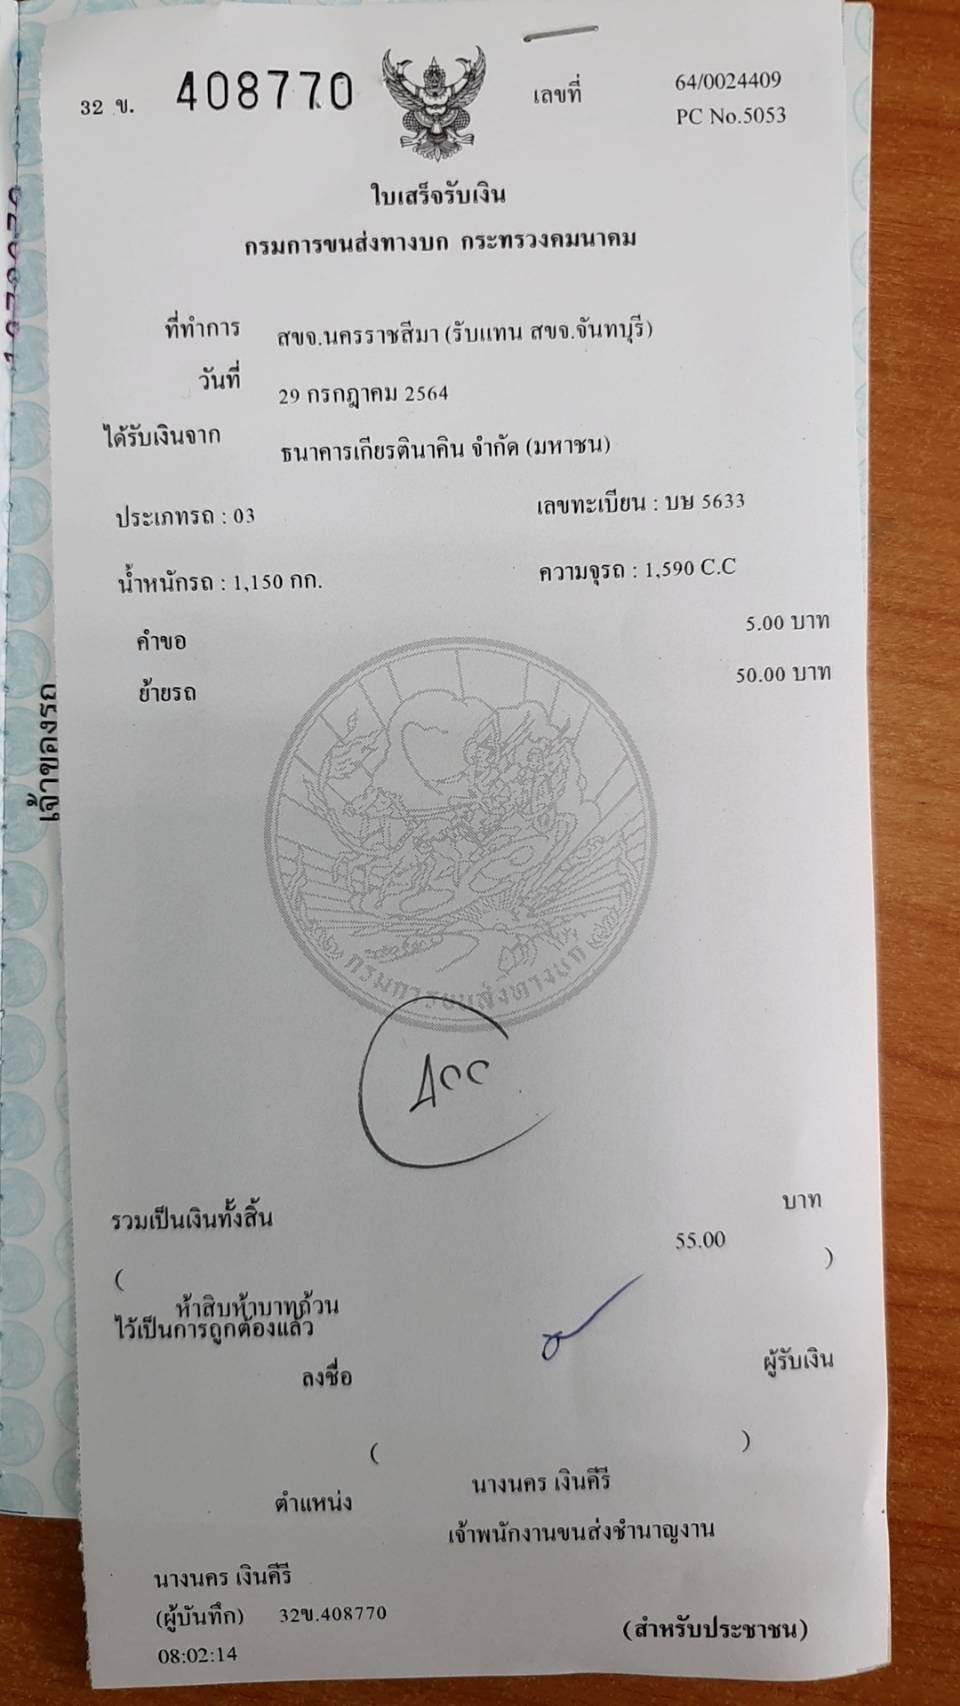 32 ข. 408770 เลขที่ 64/0024409
PC No.5053
ใบเสร็จรับเงิน
กรมการขนส่งทางบก กระทรวงคมนาคม
ที่ทำการ สขจ.นครราชสีมา (รับแทน สขจ.จันทบุรี)
วันที่ 29 กรกฎาคม 2564
ได้รับเงินจาก ธนาคารเกียรตินาคิน จำกัด (มหาชน)
ประเภทรถ : 03 เลขทะเบียน : บษ 5633
น้ำหนักรถ : 1,150 กก. ความจุรถ : 1,590 C.C
คำขอ 5.00 บาท
ย้ายรถ 50.00 บาท
เจ้าของรถ
กรมการขนส่งทางบก
รวมเป็นเงินทั้งสิ้น 55.00 บาท
( ห้าสิบห้าบาทถ้วน )
ไว้เป็นการถูกต้องแล้ว
ลงชื่อ ผู้รับเงิน
( นางนคร เงินคีรี )
ตำแหน่ง เจ้าพนักงานขนส่งชำนาญงาน
นางนคร เงินคีรี
(ผู้บันทึก) 32ข.408770
08:02:14 (สำหรับประชาชน)